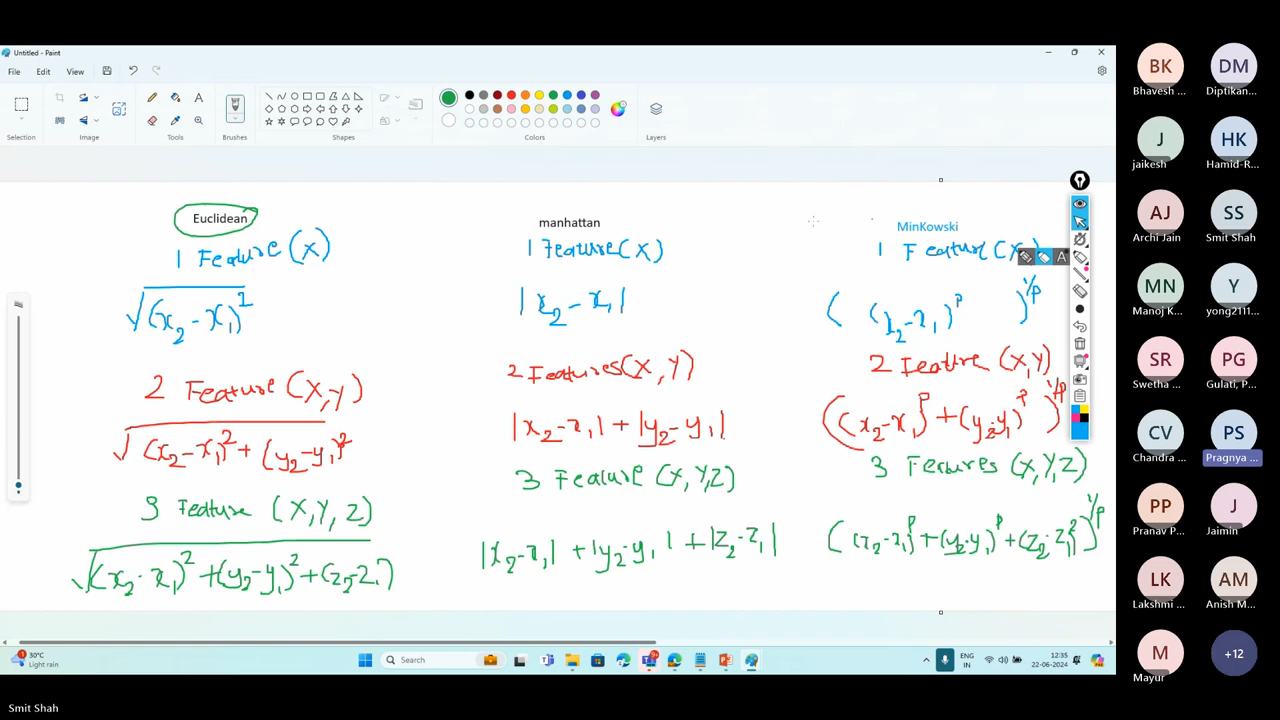 Untitled - Paint
File Edit View
Selection Image Tools Brushes Shapes Colors Layers
Euclidean
1 Feature (X)
√(x₂-x₁)²
2 Feature (X,Y)
√(x₂-x₁)²+(y₂-y₁)²
3 Feature (X,Y,Z)
√(x₂-x₁)²+(y₂-y₁)²+(z₂-z₁)
manhattan
1 Feature(X)
|x₂-x₁|
2 Features(X,Y)
|x₂-x₁|+|y₂-y₁|
3 Feature (X,Y,Z)
|x₂-x₁|+|y₂-y₁|+|z₂-z₁|
MinKowski
1 Feature(X
((x₂-x₁)ᵖ)^1/p
2 Feature (X,Y)
((x₂-x₁)ᵖ+(y₂-y₁)ᵖ)^1/p
3 Features (X,Y,Z)
((x₂-x₁)ᵖ+(y₂-y₁)ᵖ+(z₂-z₁)²)^1/p
A
30°C
Light rain
Search
ENG
IN
12:35
22-06-2024
Smit Shah
BK DM
Bhavesh ... Diptikan...
J HK
jaikesh Hamid-R...
AJ SS
Archi Jain Smit Shah
MN Y
Manoj K... yong2111...
SR PG
Swetha ... Gulati, P...
CV PS
Chandra ... Pragnya ...
PP J
Pranav P... Jaimin
LK AM
Lakshmi ... Anish M...
M +12
Mayur